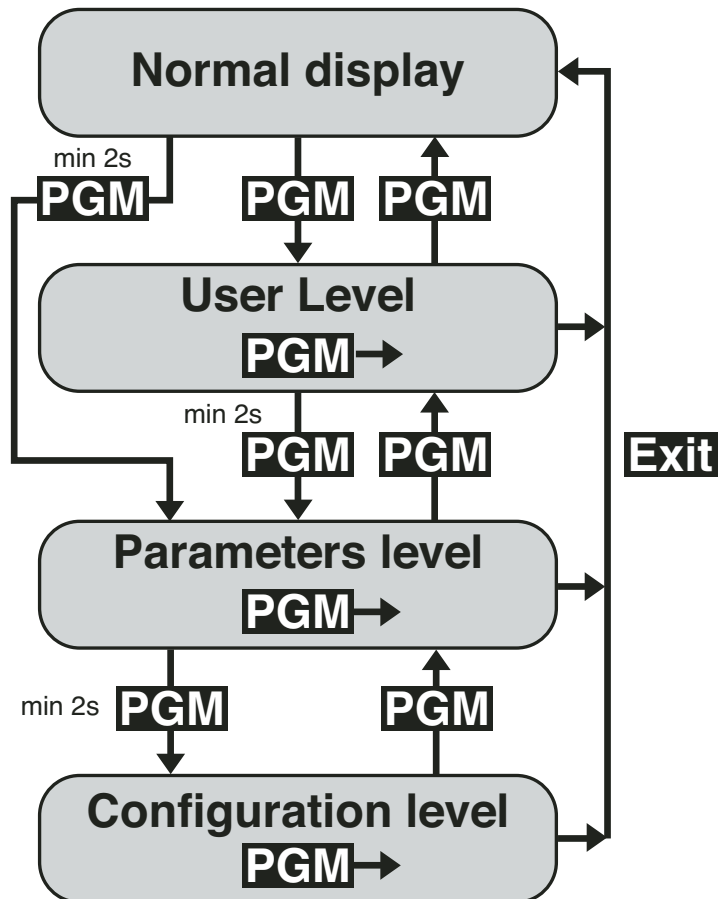 Normal display
min 2s
PGM
PGM
PGM
User Level
PGM
min 2s
PGM
PGM
Exit
Parameters level
PGM
min 2s
PGM
PGM
Configuration level
PGM